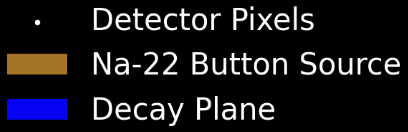 Detector Pixels
Na-22 Button Source
Decay Plane